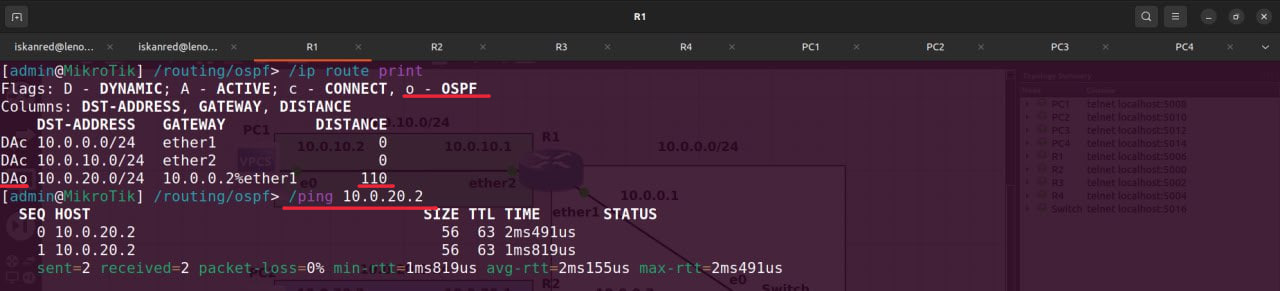 R1
iskanred@leno... × iskanred@leno... × R1 × R2 × R3 × R4 × PC1 × PC2 × PC3 × PC4
[admin@MikroTik] /routing/ospf> /ip route print
Flags: D - DYNAMIC; A - ACTIVE; c - CONNECT, o - OSPF
Columns: DST-ADDRESS, GATEWAY, DISTANCE
DST-ADDRESS GATEWAY DISTANCE
DAc 10.0.0.0/24 ether1 0
DAc 10.0.10.0/24 ether2 0
DAo 10.0.20.0/24 10.0.0.2%ether1 110
[admin@MikroTik] /routing/ospf> /ping 10.0.20.2
SEQ HOST SIZE TTL TIME STATUS
0 10.0.20.2 56 63 2ms491us
1 10.0.20.2 56 63 1ms819us
sent=2 received=2 packet-loss=0% min-rtt=1ms819us avg-rtt=2ms155us max-rtt=2ms491us
PC1
.10.0/24
10.0.10.2 10.0.10.1
R1
10.0.0.0/24
VPCS
e0 ether2
10.0.0.1
ether1
R2
e0
Switch
Topology Summary
Node Console
PC1 telnet localhost:5008
PC2 telnet localhost:5010
PC3 telnet localhost:5012
PC4 telnet localhost:5014
R1 telnet localhost:5006
R2 telnet localhost:5000
R3 telnet localhost:5002
R4 telnet localhost:5004
Switch telnet localhost:5016